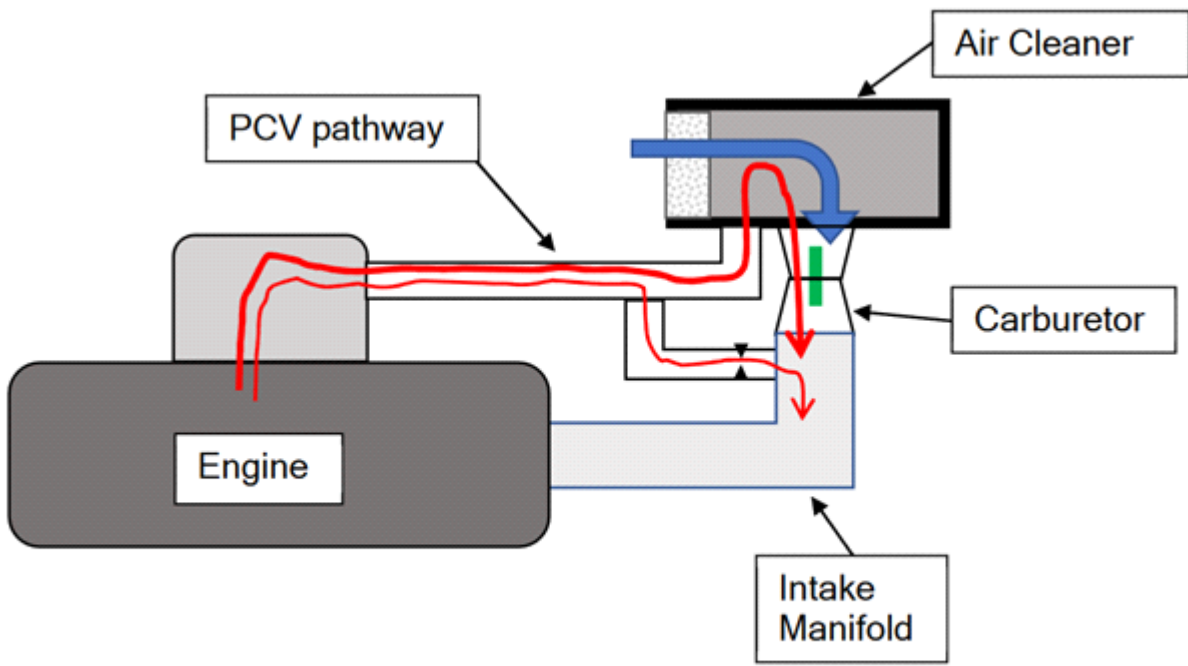 Air Cleaner
PCV pathway
Carburetor
Engine
Intake
Manifold